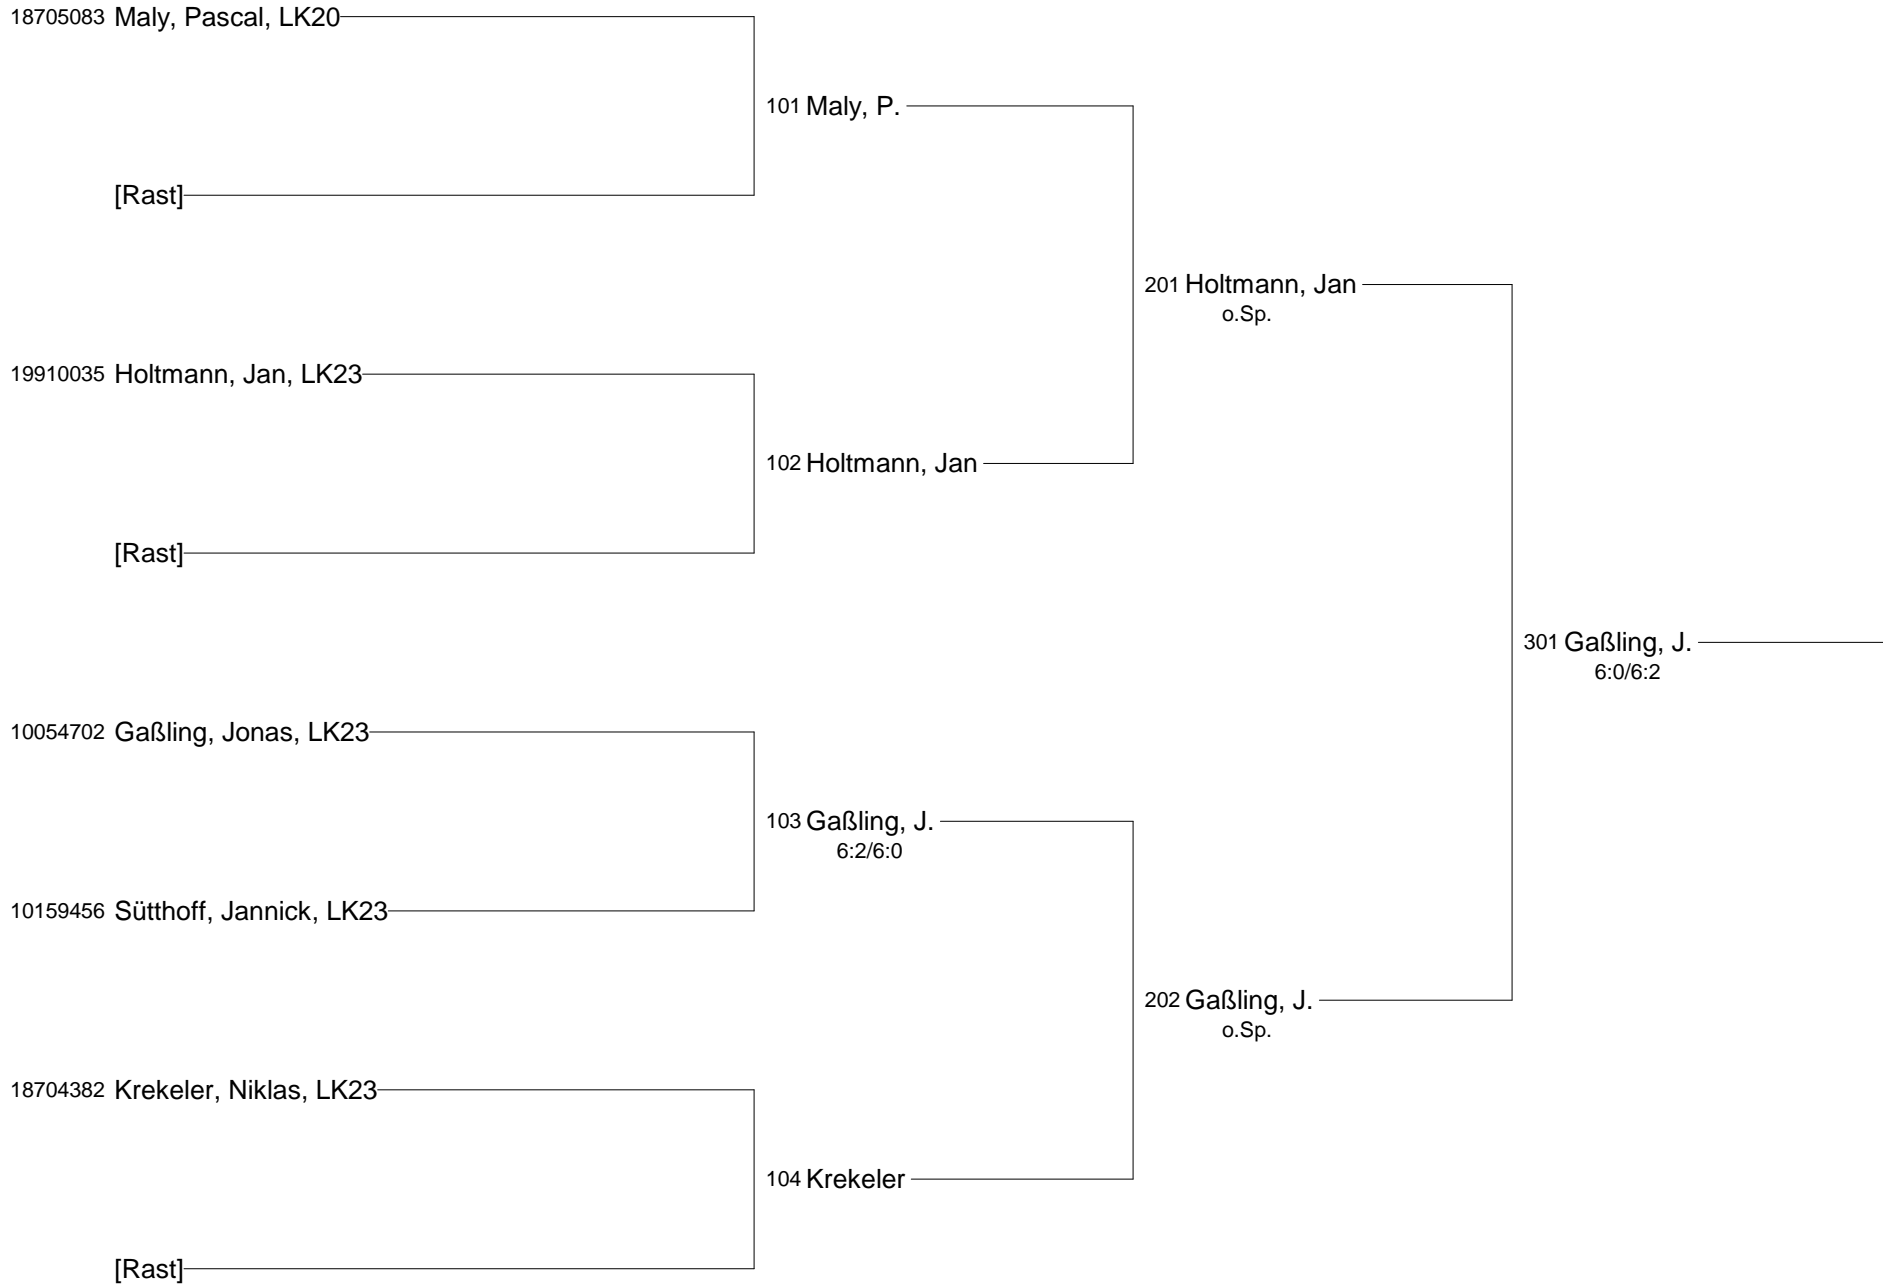 18705083 Maly, Pascal, LK20
101 Maly, P.
[Rast]
201 Holtmann, Jan
o.Sp.
19910035 Holtmann, Jan, LK23
102 Holtmann, Jan
[Rast]
301 Gaßling, J.
6:0/6:2
10054702 Gaßling, Jonas, LK23
103 Gaßling, J.
6:2/6:0
10159456 Sütthoff, Jannick, LK23
202 Gaßling, J.
o.Sp.
18704382 Krekeler, Niklas, LK23
104 Krekeler
[Rast]